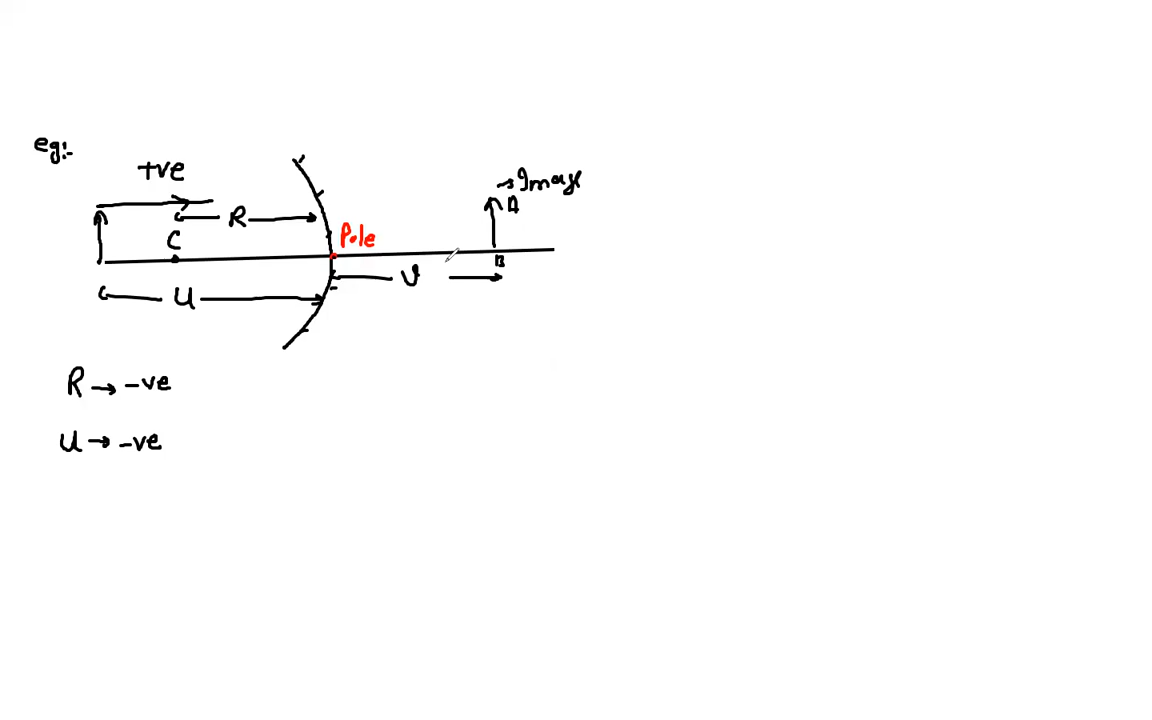 eg:-
+ve
→ Image
A
R
C
Pole
B
u
v
R → -ve
u → -ve